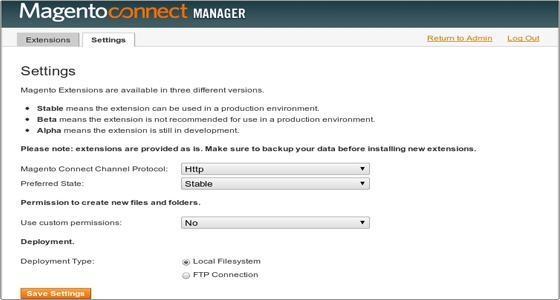 Magentoconnect MANAGER
Extensions Settings Return to Admin Log Out
Settings
Magento Extensions are available in three different versions.
Stable means the extension can be used in a production environment.
Beta means the extension is not recommended for use in a production environment.
Alpha means the extension is still in development.
Please note: extensions are provided as is. Make sure to backup your data before installing new extensions.
Magento Connect Channel Protocol: Http
Preferred State: Stable
Permission to create new files and folders.
Use custom permissions: No
Deployment.
Deployment Type: Local Filesystem
FTP Connection
Save Settings